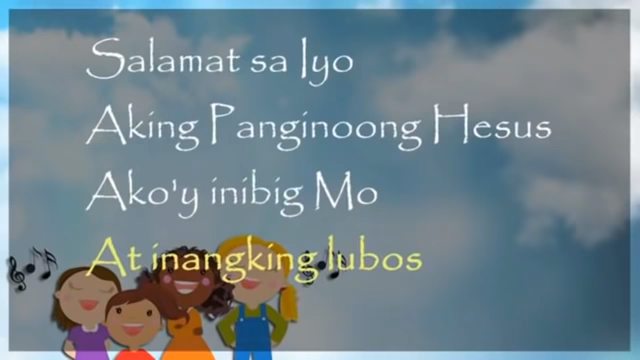 Salamat sa Iyo
Aking Panginoong Hesus
Ako'y inibig Mo
At inangking lubos